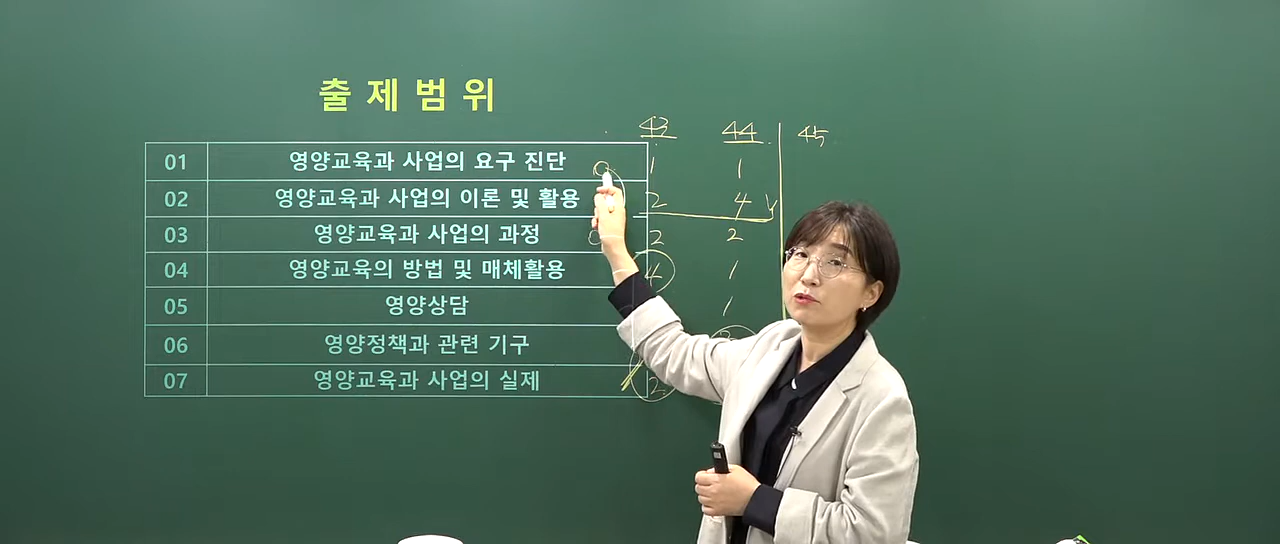 출제범위
43 44 45
01 영양교육과 사업의 요구 진단 1 1
02 영양교육과 사업의 이론 및 활용 2 4
03 영양교육과 사업의 과정 2 2
04 영양교육의 방법 및 매체활용 4 1
05 영양상담 1
06 영양정책과 관련 기구
07 영양교육과 사업의 실제 2